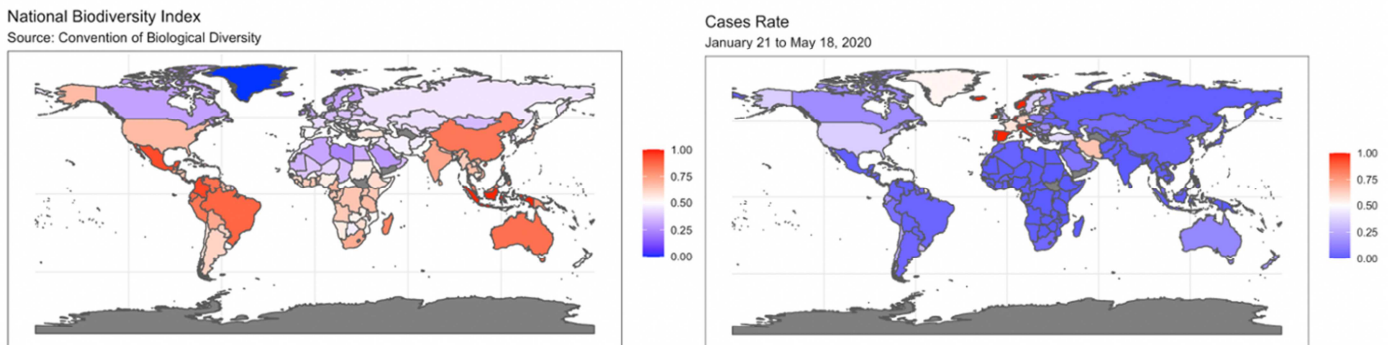 National Biodiversity Index
Source: Convention of Biological Diversity
1.00
0.75
0.50
0.25
0.00
Cases Rate
January 21 to May 18, 2020
1.00
0.75
0.50
0.25
0.00